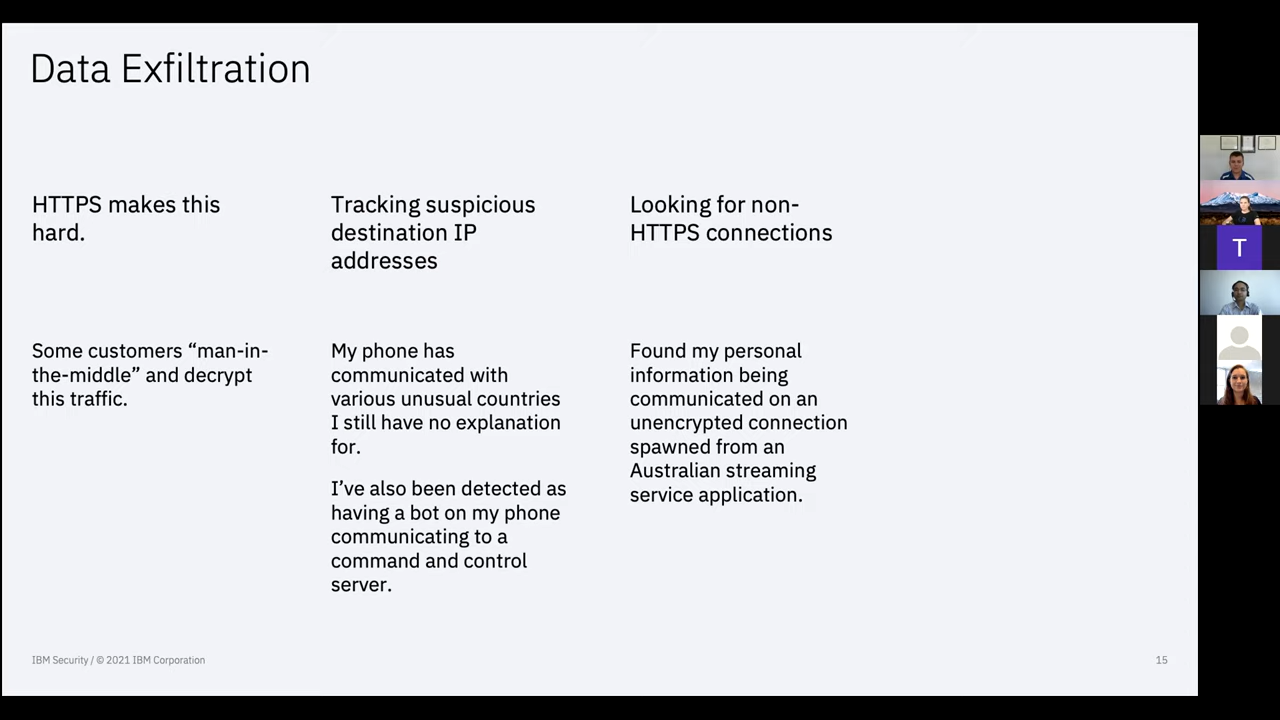 Data Exfiltration
HTTPS makes this
hard.
Some customers “man-in-
the-middle” and decrypt
this traffic.
Tracking suspicious
destination IP
addresses
My phone has
communicated with
various unusual countries
I still have no explanation
for.
I’ve also been detected as
having a bot on my phone
communicating to a
command and control
server.
Looking for non-
HTTPS connections
Found my personal
information being
communicated on an
unencrypted connection
spawned from an
Australian streaming
service application.
IBM Security / © 2021 IBM Corporation
15
T